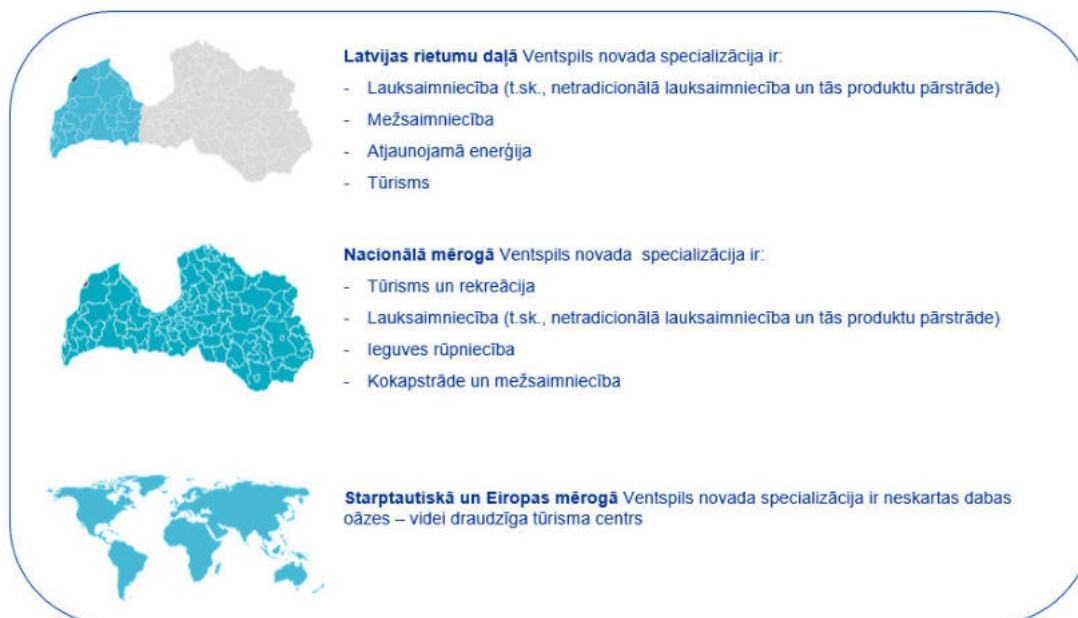 Latvijas rietumu daļā Ventspils novada specializācija ir:
- Lauksaimniecība (t.sk., netradicionālā lauksaimniecība un tās produktu pārstrāde)
- Mežsaimniecība
- Atjaunojamā enerģija
- Tūrisms
Nacionālā mērogā Ventspils novada specializācija ir:
- Tūrisms un rekreācija
- Lauksaimniecība (t.sk., netradicionālā lauksaimniecība un tās produktu pārstrāde)
- Ieguves rūpniecība
- Kokapstrāde un mežsaimniecība
Starptautiskā un Eiropas mērogā Ventspils novada specializācija ir neskartas dabas
oāzes – videi draudzīga tūrisma centrs